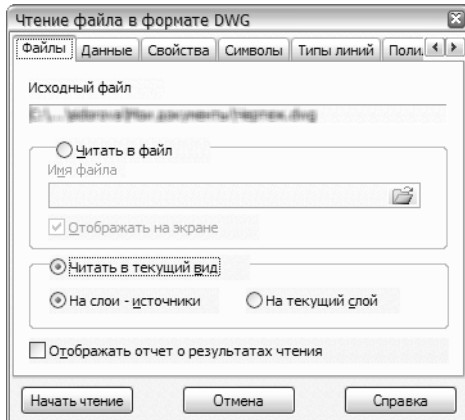 Чтение файла в формате DWG
Файлы Данные Свойства Символы Типы линий Поли.
Исходный файл
Читать в файл
Имя файла
Отображать на экране
Читать в текущий вид
На слои - источники На текущий слой
Отображать отчет о результатах чтения
Начать чтение Отмена Справка